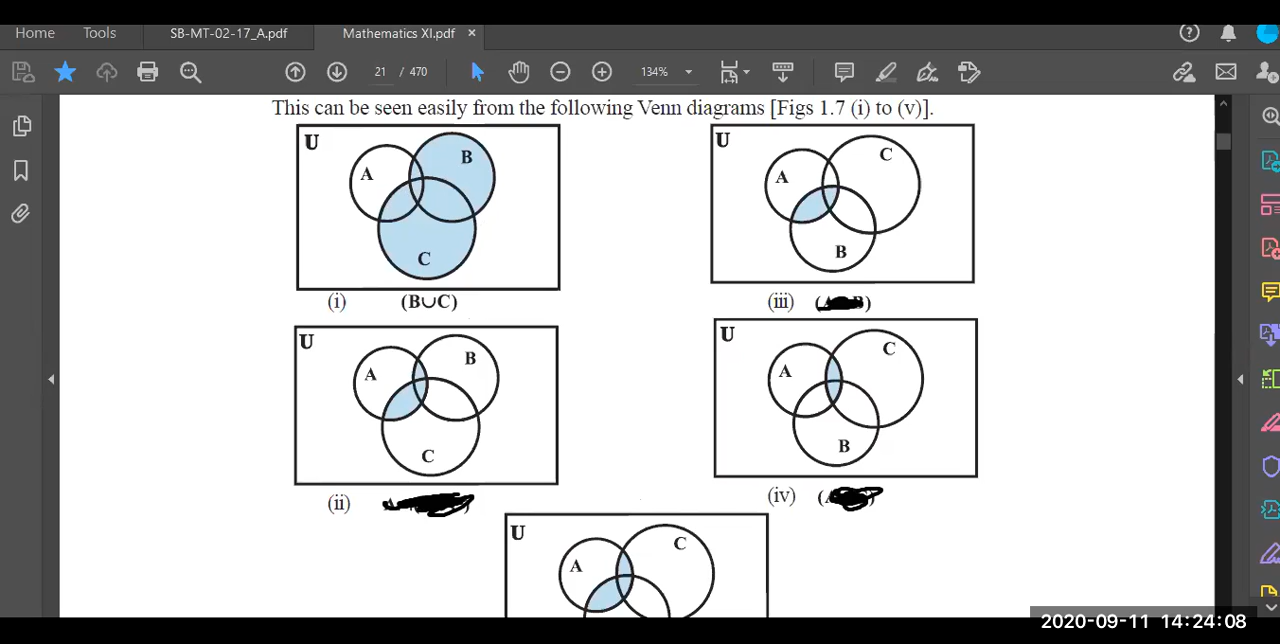 Home Tools SB-MT-02-17_A.pdf Mathematics XI.pdf ×
21 / 470 134%
This can be seen easily from the following Venn diagrams [Figs 1.7 (i) to (v)].
U
A
B
C
(i) (B∪C)
U
A
C
B
(iii)
U
A
B
C
(ii)
U
A
C
B
(iv)
U
A
C
2020-09-11 14:24:08